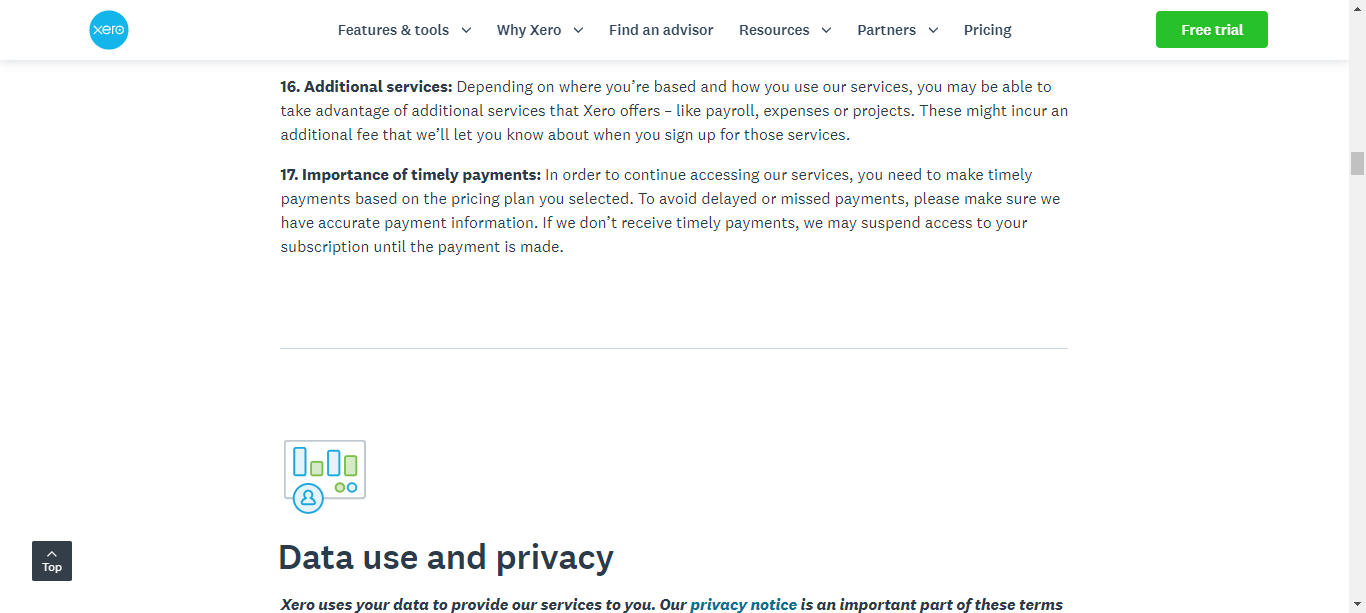 xero
Features & tools
Why Xero
Find an advisor
Resources
Partners
Pricing
Free trial
16. Additional services: Depending on where you’re based and how you use our services, you may be able to
take advantage of additional services that Xero offers – like payroll, expenses or projects. These might incur an
additional fee that we’ll let you know about when you sign up for those services.
17. Importance of timely payments: In order to continue accessing our services, you need to make timely
payments based on the pricing plan you selected. To avoid delayed or missed payments, please make sure we
have accurate payment information. If we don’t receive timely payments, we may suspend access to your
subscription until the payment is made.
Data use and privacy
Xero uses your data to provide our services to you. Our privacy notice is an important part of these terms
Top